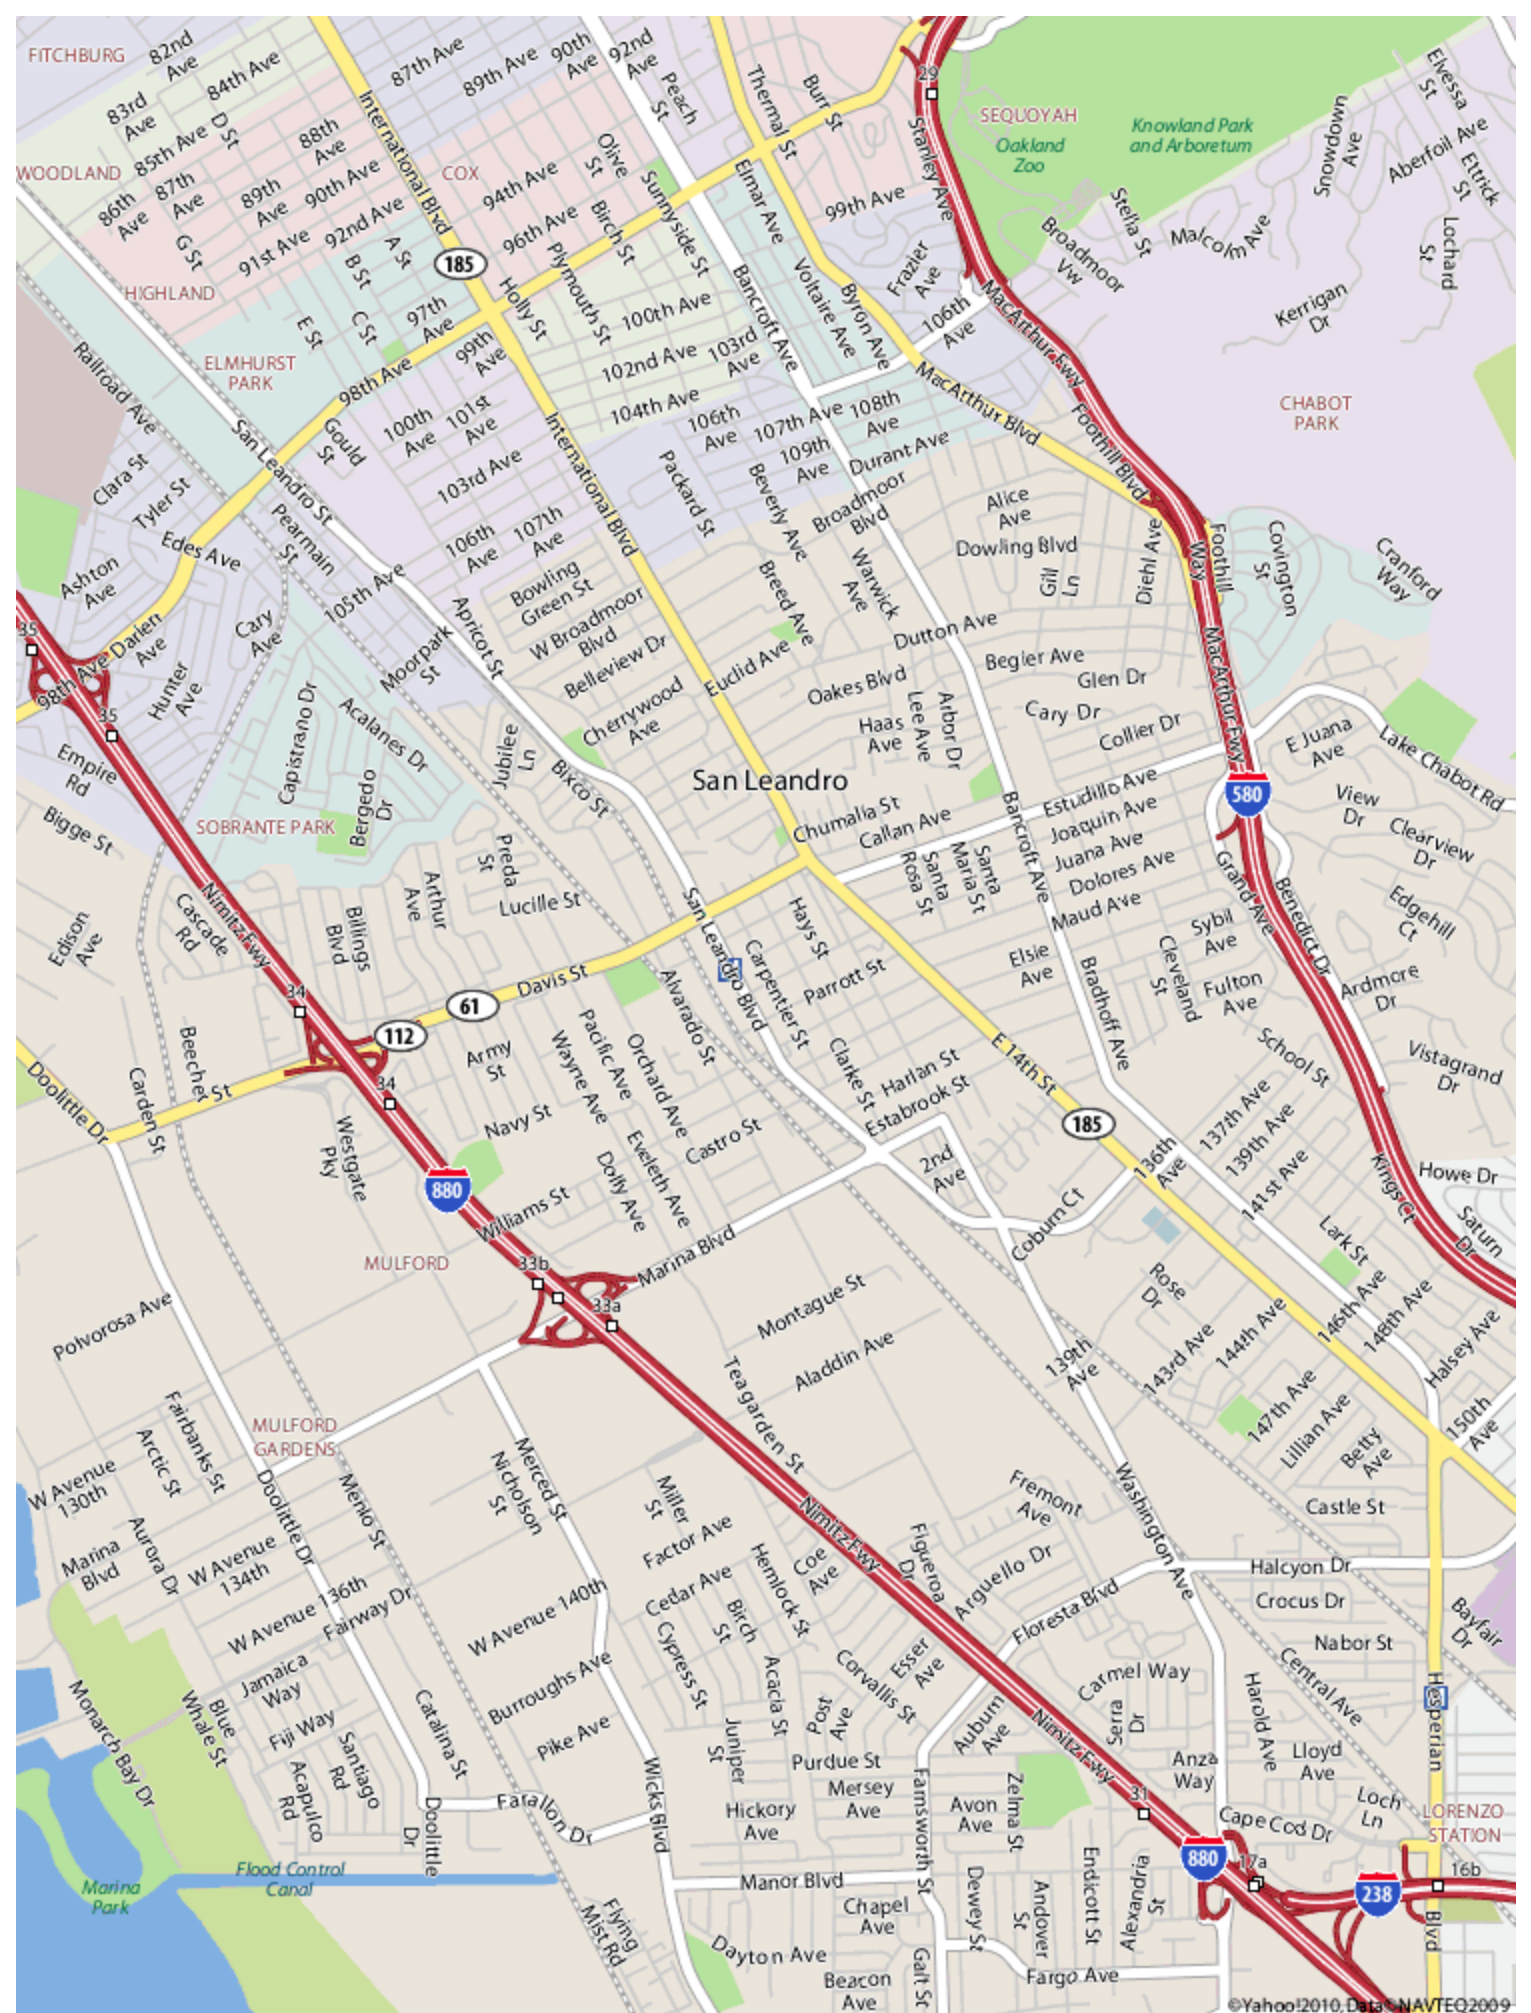 FITCHBURG
82nd
Ave
84th Ave
87th Ave
89th Ave
90th
Ave
92nd
Ave
Peach
St
Thermal St
Burr St
29
SEQUOYAH
Oakland
Zoo
Knowland Park
and Arboretum
Elvessa
St
Snowdown
Ave
Aberfoil Ave
Ettrick
St
83rd
Ave
85th Ave
D St
88th
Ave
International Blvd
COX
Olive
St
94th Ave
Stanley Ave
WOODLAND
86th
Ave
87th
Ave
89th
Ave
90th Ave
91st Ave
92nd Ave
G St
A St
B St
185
96th Ave
Birch St
Sunnyside St
Elmar Ave
99th Ave
Frazier
Ave
Broadmoor
Vw
Stella St
Malcolm Ave
Lochard
St
HIGHLAND
E St
C St
97th
Ave
Holly St
Plymouth St
100th Ave
Bancroft Ave
Voltaire Ave
Byron Ave
106th
Ave
MacArthur Fwy
Kerrigan
Dr
Railroad Ave
ELMHURST
PARK
98th Ave
99th
Ave
102nd Ave
103rd
Ave
104th Ave
MacArthur Blvd
Foothill Blvd
CHABOT
PARK
San Leandro St
Gould
St
100th
Ave
101st
Ave
103rd Ave
International Blvd
106th
Ave
107th Ave
108th
Ave
109th
Ave
Durant Ave
Clara St
Tyler St
Edes Ave
Pearmain
St
106th
Ave
107th
Ave
Packard St
Beverly Ave
Broadmoor
Blvd
Alice
Ave
Dowling Blvd
Gill
Ln
Diehl Ave
Foothill
Way
Covington
St
Cranford
Way
Ashton
Ave
105th Ave
Bowling
Green St
W Broadmoor
Blvd
Belleview Dr
Breed Ave
Warwick
Ave
Dutton Ave
35
98th Ave
Darien
Ave
Cary
Ave
Hunter
Ave
Moorpark
St
Apricot St
Cherrywood
Ave
Euclid Ave
Oakes Blvd
Haas
Ave
Lee Ave
Arbor Dr
Begier Ave
Glen Dr
Cary Dr
Collier Dr
MacArthur Fwy
35
Empire
Rd
Capistrano Dr
Acalanes Dr
Jubilee
Ln
Bixco St
San Leandro
E Juana
Ave
Lake Chabot Rd
580
Bigge St
SOBRANTE PARK
Bergedo
Dr
Preda
St
Chumalia St
Callan Ave
Bancroft Ave
Estudillo Ave
Joaquin Ave
Juana Ave
Dolores Ave
Maud Ave
View
Dr
Clearview
Dr
Nimitz Fwy
Arthur
Ave
Lucille St
San Leandro Blvd
Santa
Rosa St
Santa
Maria St
Grand Ave
Benedict Dr
Edgehill
Ct
Edison
Ave
Cascade
Rd
Billings
Blvd
Hays St
Sybil
Ave
34
Davis St
61
112
Alvarado St
Carpentier St
Parrott St
Elsie
Ave
Bradhoff Ave
Cleveland
St
Fulton
Ave
Ardmore
Dr
Beecher St
Army
St
Pacific Ave
Wayne Ave
Orchard Ave
Clarke St
Harlan St
Estabrook St
E 14th St
School St
Vistagrand
Dr
Doolittle Dr
Carden St
34
Westgate
Pky
Navy St
Eveleth Ave
Dolly Ave
Castro St
2nd
Ave
185
136th
Ave
137th Ave
139th Ave
141st Ave
Kings Ct
Howe Dr
Saturn
Dr
880
Williams St
MULFORD
33b
33a
Marina Blvd
Coburn Ct
Lark St
Polvorosa Ave
Montague St
Aladdin Ave
Rose
Dr
139th
Ave
143rd Ave
144th Ave
146th Ave
148th Ave
Halsey Ave
Teagarden St
147th Ave
Lillian Ave
Betty
Ave
150th
Ave
Fairbanks St
Arctic St
MULFORD
GARDENS
W Avenue
130th
Doolittle Dr
Menlo St
Merced St
Nicholson
St
Miller
St
Nimitz Fwy
Fremont
Ave
Washington Ave
Castle St
Marina
Blvd
Aurora Dr
W Avenue
134th
Factor Ave
Hemlock St
Coe
Ave
Figueroa
Dr
Arguello Dr
Floresta Blvd
Halcyon Dr
Crocus Dr
W Avenue 136th
Fairway Dr
W Avenue 140th
Cedar Ave
Birch
St
Cypress St
Corvallis St
Esser
Ave
Carmel Way
Nabor St
Bayfair
Dr
Central Ave
Jamaica
Way
Blue
Whale St
Fiji Way
Burroughs Ave
Acacia St
Post
Ave
Auburn
Ave
Nimitz Fwy
Serra
Dr
Harold Ave
Hesperian
Monarch Bay Dr
Catalina St
Pike Ave
Juniper
St
Purdue St
Mersey
Ave
Anza
Way
Lloyd
Ave
Acapulco
Rd
Santiago
Rd
Wicks Blvd
Hickory
Ave
Farnsworth St
Avon
Ave
Zelma St
31
Cape Cod Dr
Loch
Ln
LORENZO
STATION
Doolittle
Dr
Farallon Dr
880
17a
238
16b
Flood Control
Canal
Marina
Park
Manor Blvd
Chapel
Ave
Dewey St
Andover
St
Endicott St
Alexandria
St
Blvd
Flying
Mist Rd
Dayton Ave
Beacon
Ave
Galt St
Fargo Ave
©Yahoo!2010, Data©NAVTEQ2009